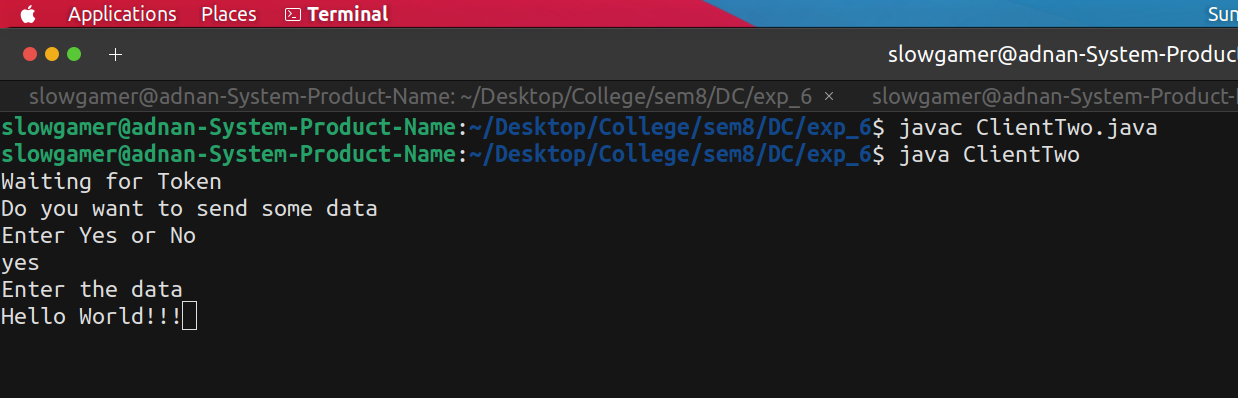 Applications Places Terminal Sun
slowgamer@adnan-System-Product
slowgamer@adnan-System-Product-Name: ~/Desktop/College/sem8/DC/exp_6 × slowgamer@adnan-System-Product-
slowgamer@adnan-System-Product-Name:~/Desktop/College/sem8/DC/exp_6$ javac ClientTwo.java
slowgamer@adnan-System-Product-Name:~/Desktop/College/sem8/DC/exp_6$ java ClientTwo
Waiting for Token
Do you want to send some data
Enter Yes or No
yes
Enter the data
Hello World!!!